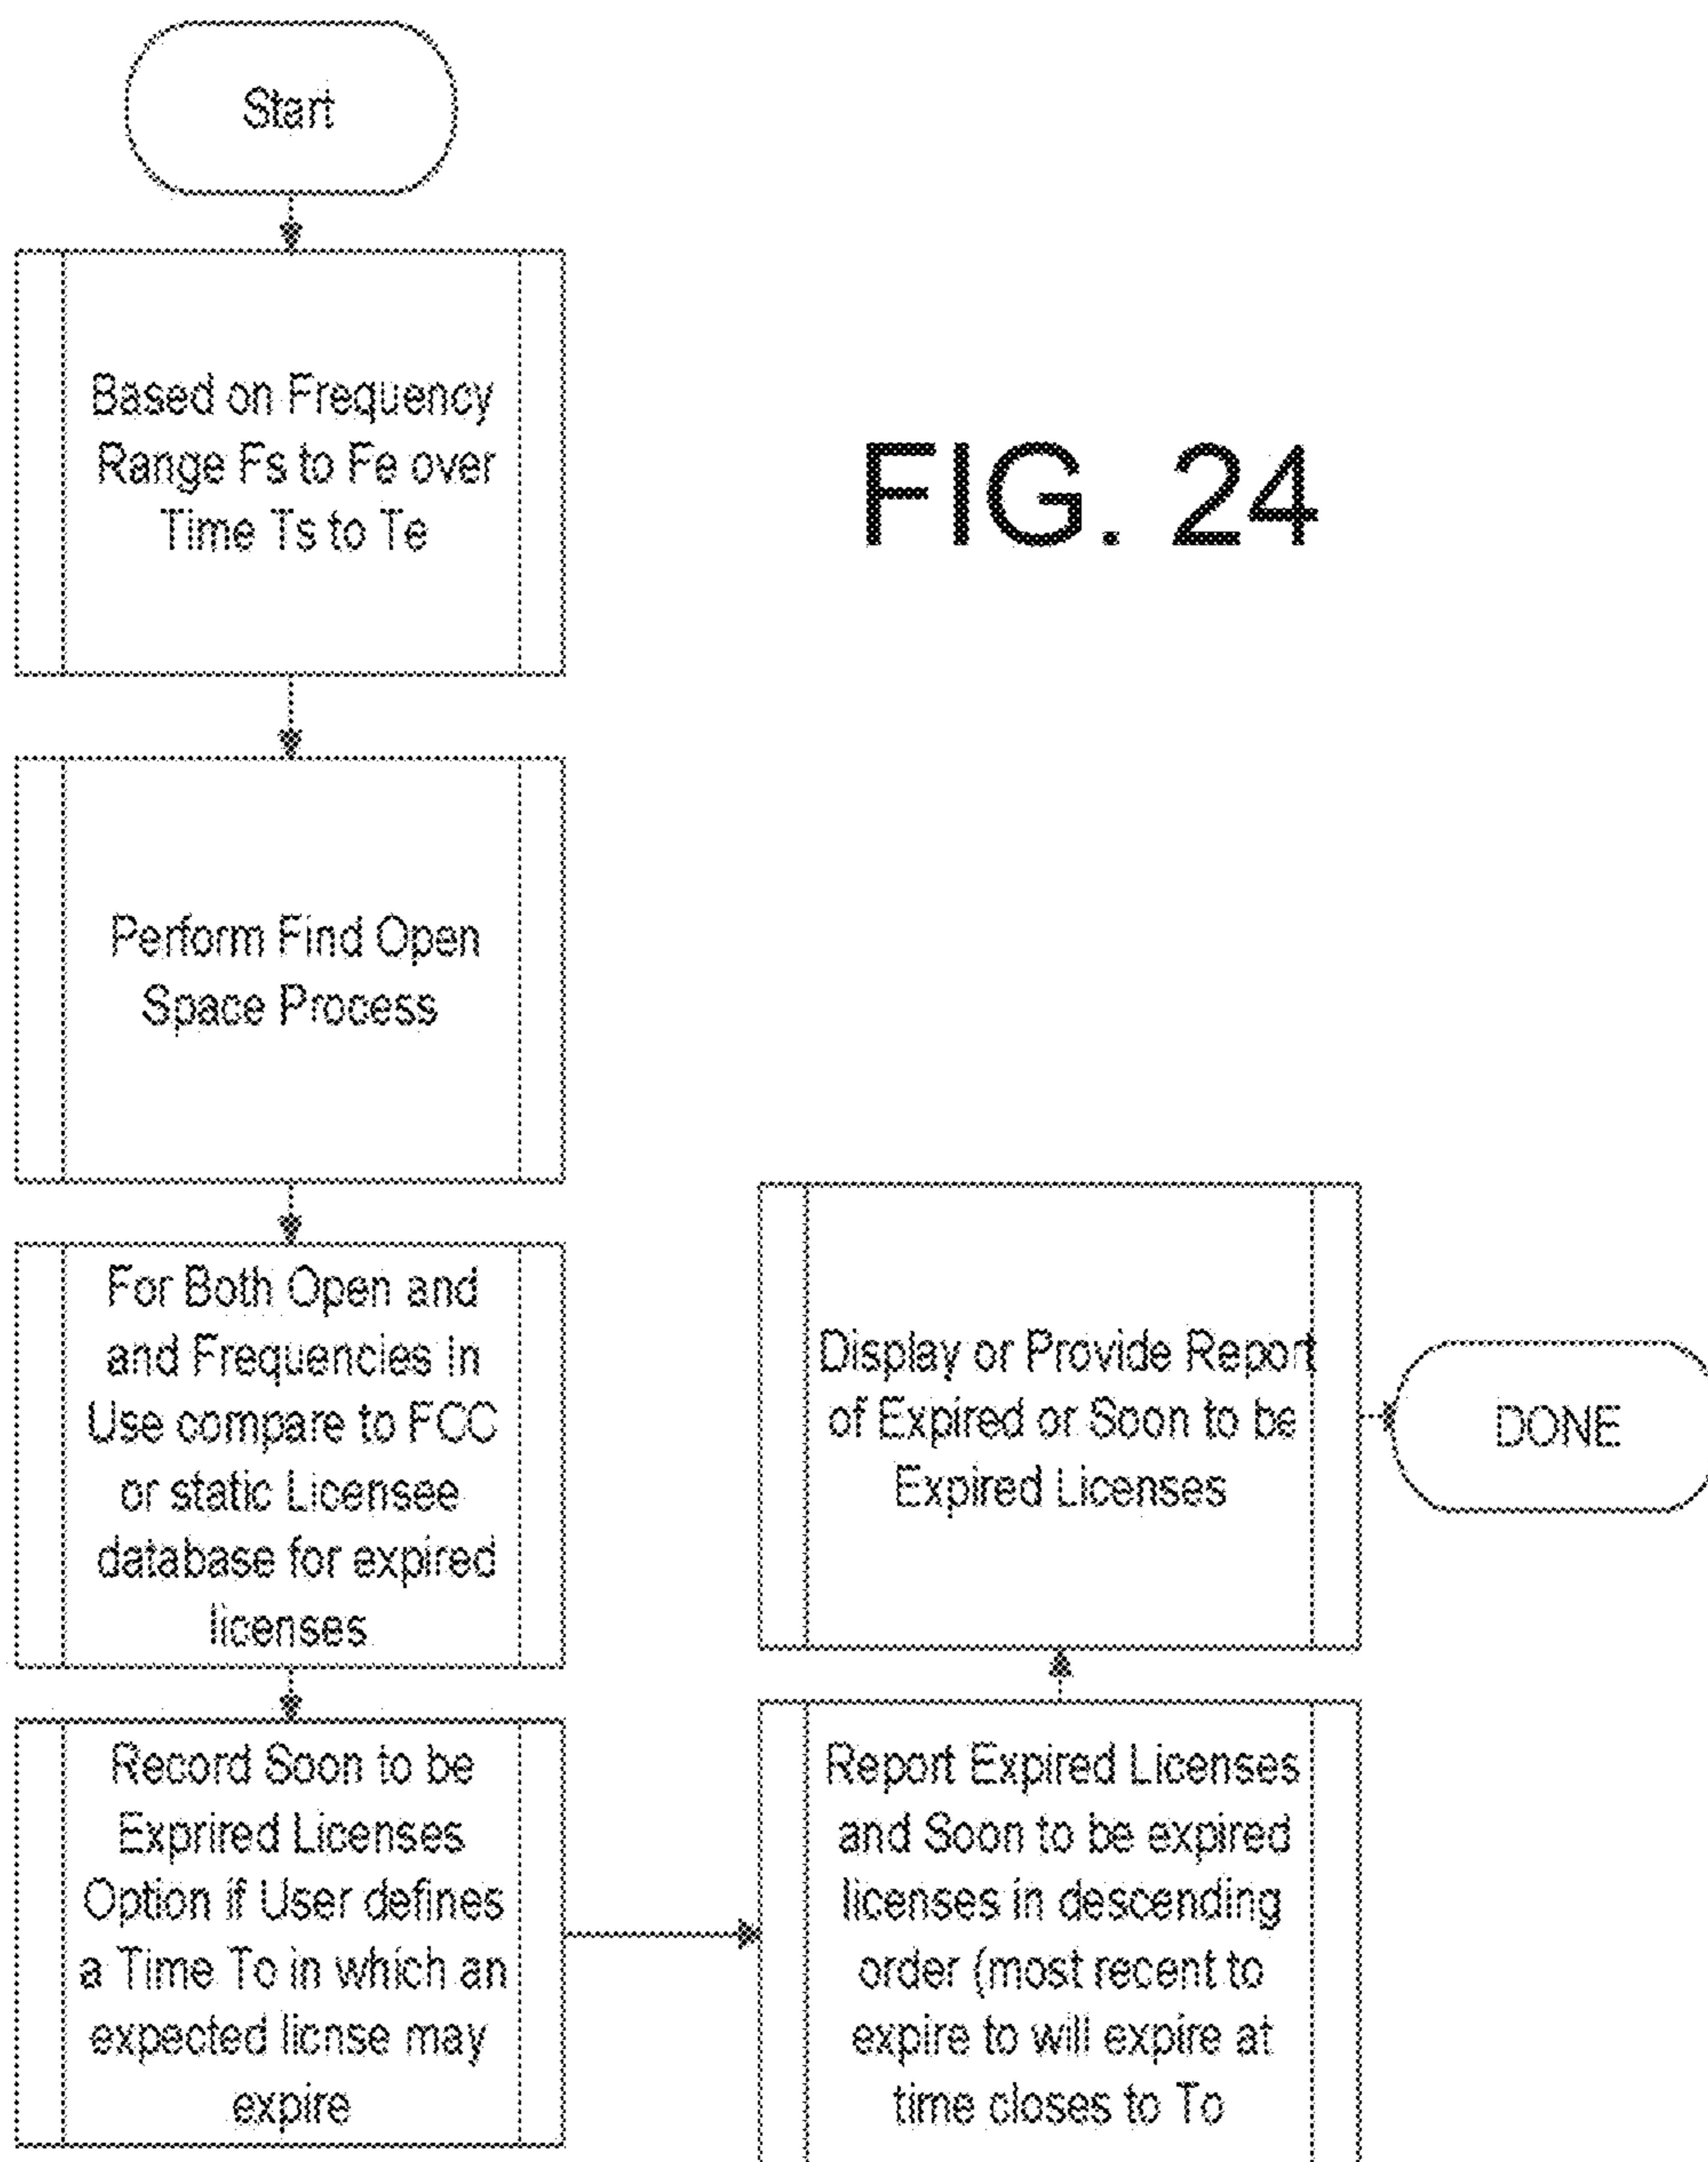 Start
Based on Frequency
Range Fs to Fe over
Time Ts to Te
FIG. 24
Perform Find Open
Space Process
For Both Open and
and Frequencies in
Use compare to FCC
or static Licensee
database for expired
licenses
Record Soon to be
Exprired Licenses
Option if User defines
a Time To in which an
expected licnse may
expire
Report Expired Licenses
and Soon to be expired
licenses in descending
order (most recent to
expire to will expire at
time closes to To
Display or Provide Report
of Expired or Soon to be
Expired Licenses
DONE